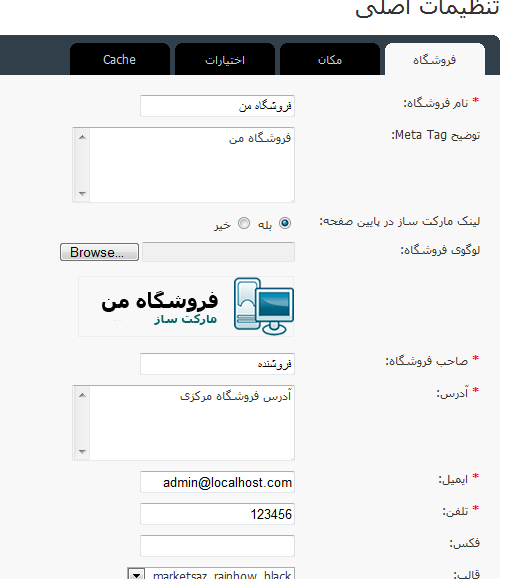 تنظیمات اصلی
فروشگاه
مکان
اختیارات
Cache
* نام فروشگاه:
فروشگاه من
توضیح Meta Tag:
فروشگاه من
لینک مارکت ساز در پایین صفحه:
بله خیر
لوگوی فروشگاه:
Browse...
فروشگاه من
مارکت ساز
* صاحب فروشگاه:
فروشنده
* آدرس:
آدرس فروشگاه مرکزی
* ایمیل:
admin@localhost.com
* تلفن:
123456
فکس:
قالب:
marketsaz_rainbow_black